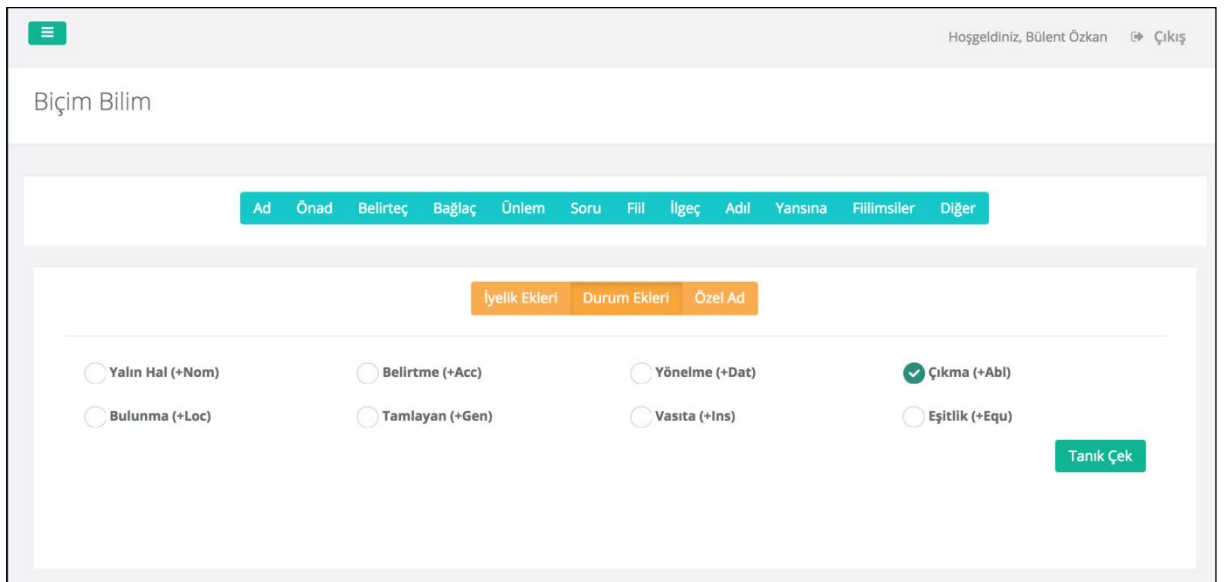 Hoşgeldiniz, Bülent Özkan Çıkış
Biçim Bilim
Ad Önad Belirteç Bağlaç Ünlem Soru Fiil İlgeç Adıl Yansına Fiilimsiler Diğer
İyelik Ekleri Durum Ekleri Özel Ad
Yalın Hal (+Nom) Belirtme (+Acc) Yönelme (+Dat) Çıkma (+Abl)
Bulunma (+Loc) Tamlayan (+Gen) Vasıta (+Ins) Eşitlik (+Equ)
Tanık Çek